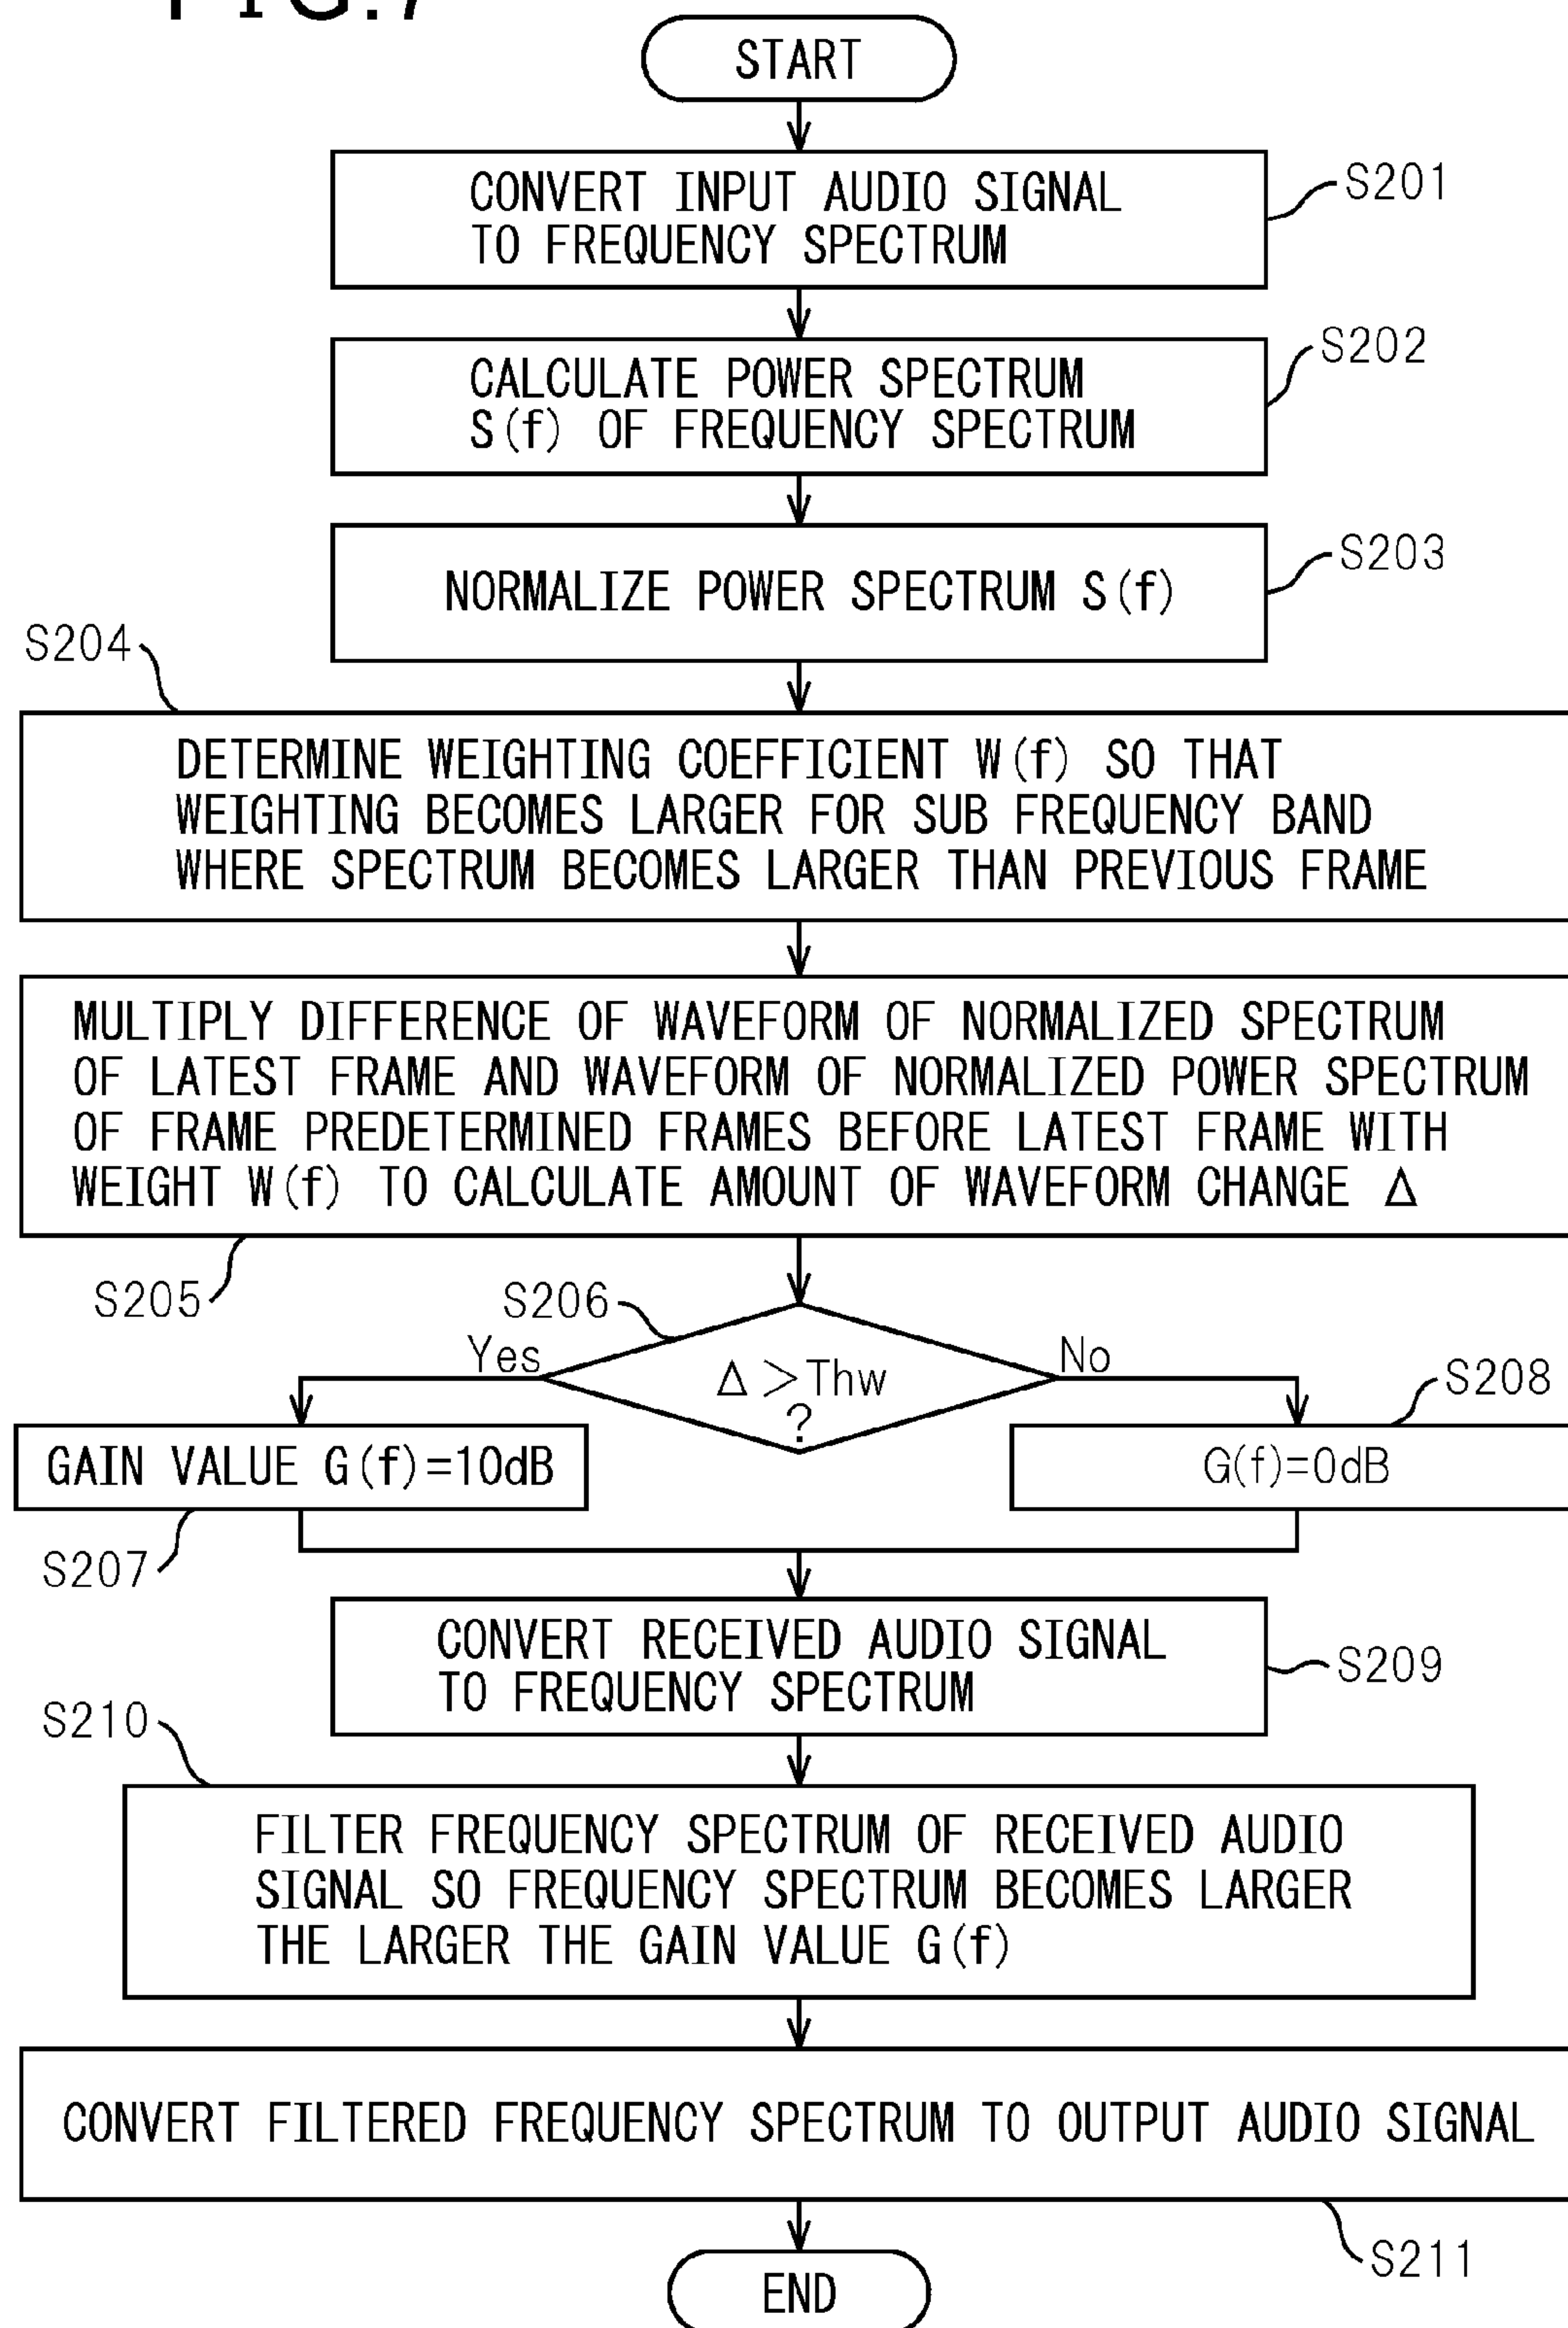 FIG.7
START
CONVERT INPUT AUDIO SIGNAL
TO FREQUENCY SPECTRUM
S201
CALCULATE POWER SPECTRUM
S(f) OF FREQUENCY SPECTRUM
S202
NORMALIZE POWER SPECTRUM S(f)
S203
S204
DETERMINE WEIGHTING COEFFICIENT W(f) SO THAT
WEIGHTING BECOMES LARGER FOR SUB FREQUENCY BAND
WHERE SPECTRUM BECOMES LARGER THAN PREVIOUS FRAME
MULTIPLY DIFFERENCE OF WAVEFORM OF NORMALIZED SPECTRUM
OF LATEST FRAME AND WAVEFORM OF NORMALIZED POWER SPECTRUM
OF FRAME PREDETERMINED FRAMES BEFORE LATEST FRAME WITH
WEIGHT W(f) TO CALCULATE AMOUNT OF WAVEFORM CHANGE Δ
S205
S206
Yes
Δ>Thw
?
No
S208
GAIN VALUE G(f)=10dB
G(f)=0dB
S207
CONVERT RECEIVED AUDIO SIGNAL
TO FREQUENCY SPECTRUM
S209
S210
FILTER FREQUENCY SPECTRUM OF RECEIVED AUDIO
SIGNAL SO FREQUENCY SPECTRUM BECOMES LARGER
THE LARGER THE GAIN VALUE G(f)
CONVERT FILTERED FREQUENCY SPECTRUM TO OUTPUT AUDIO SIGNAL
S211
END